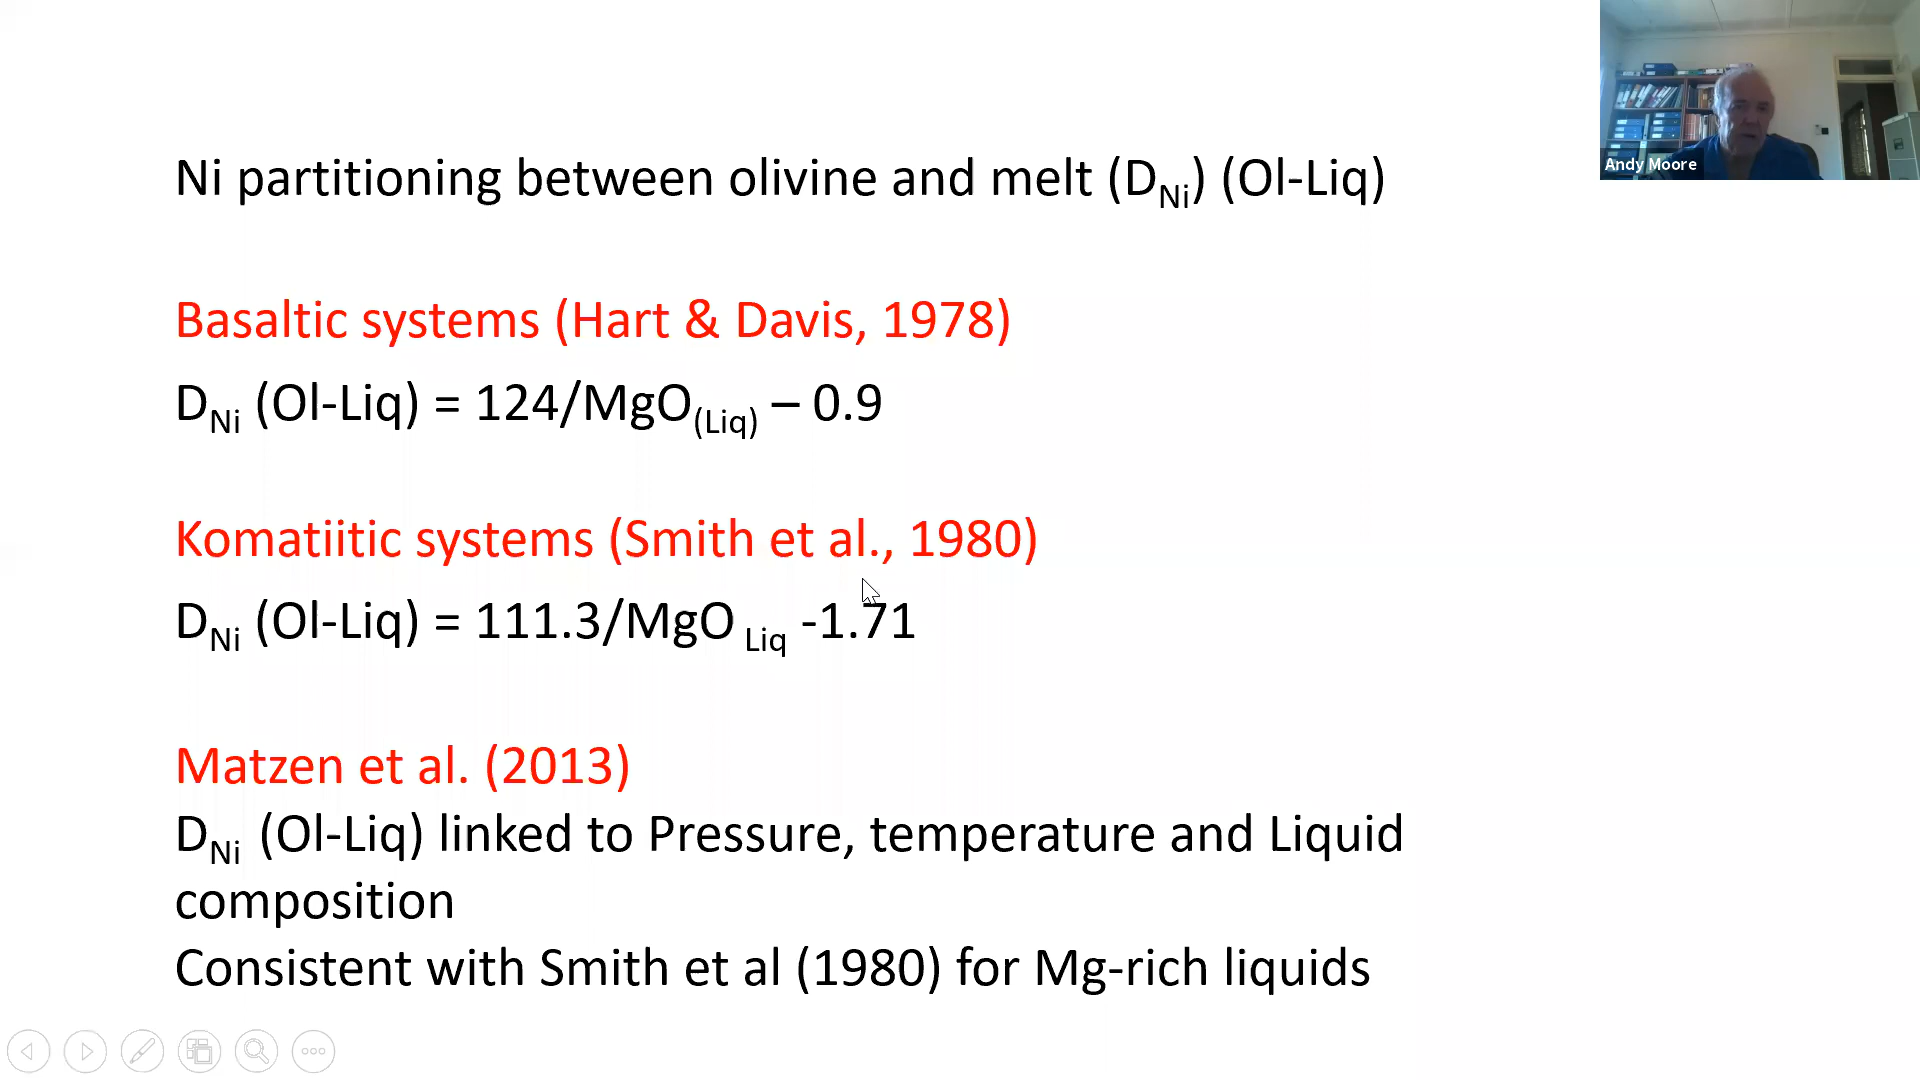 Andy Moore
Ni partitioning between olivine and melt (DNi) (Ol-Liq)
Basaltic systems (Hart & Davis, 1978)
DNi (Ol-Liq) = 124/MgO(Liq) – 0.9
Komatiitic systems (Smith et al., 1980)
DNi (Ol-Liq) = 111.3/MgO Liq -1.71
Matzen et al. (2013)
DNi (Ol-Liq) linked to Pressure, temperature and Liquid
composition
Consistent with Smith et al (1980) for Mg-rich liquids